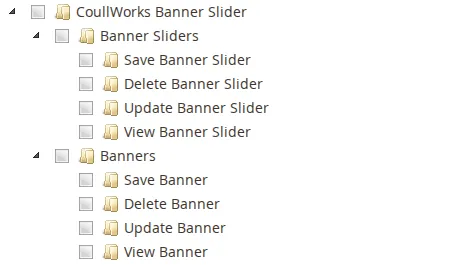 CoullWorks Banner Slider
Banner Sliders
Save Banner Slider
Delete Banner Slider
Update Banner Slider
View Banner Slider
Banners
Save Banner
Delete Banner
Update Banner
View Banner